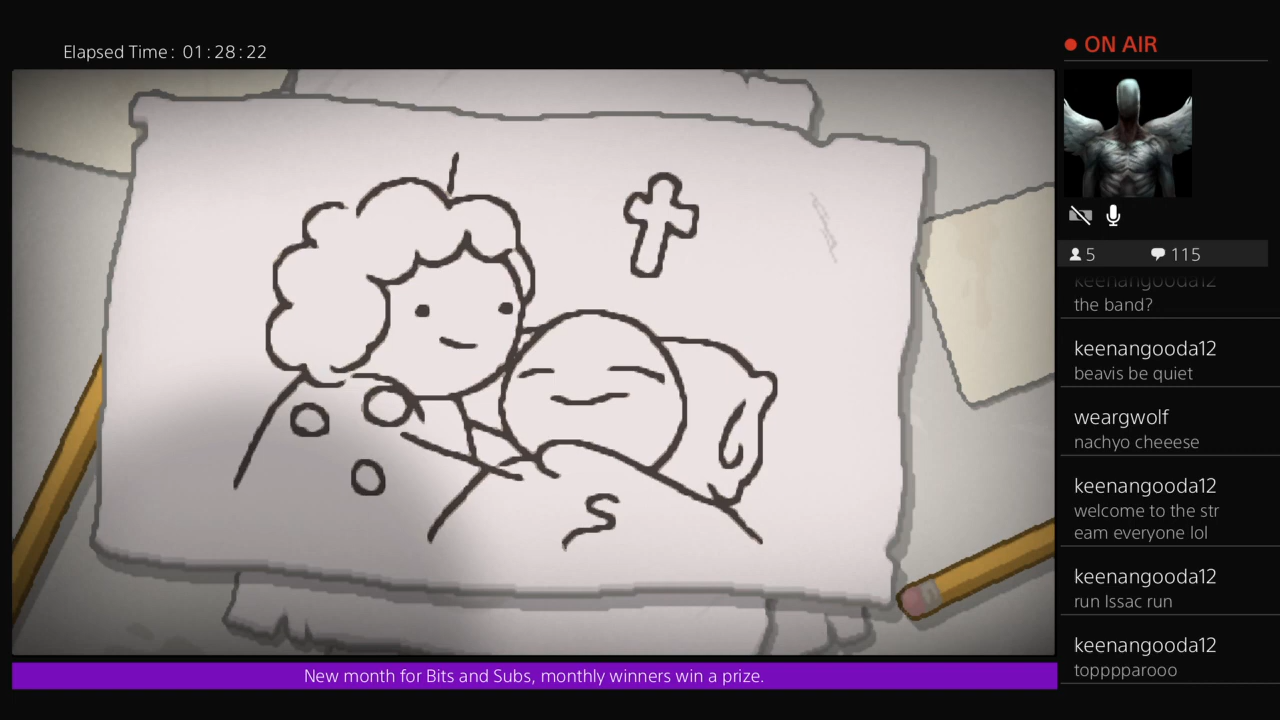 Elapsed Time: 01:28:22
ON AIR
5
115
keenangooda12
the band?
keenangooda12
beavis be quiet
weargwolf
nachyo cheeese
keenangooda12
welcome to the str
eam everyone lol
keenangooda12
run Issac run
keenangooda12
topppparooo
New month for Bits and Subs, monthly winners win a prize.